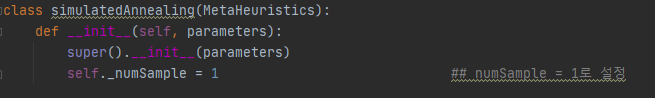 class simulatedAnnealing(MetaHeuristics):
def __init__(self, parameters):
super().__init__(parameters)
self._numSample = 1 ## numSample = 1로 설정